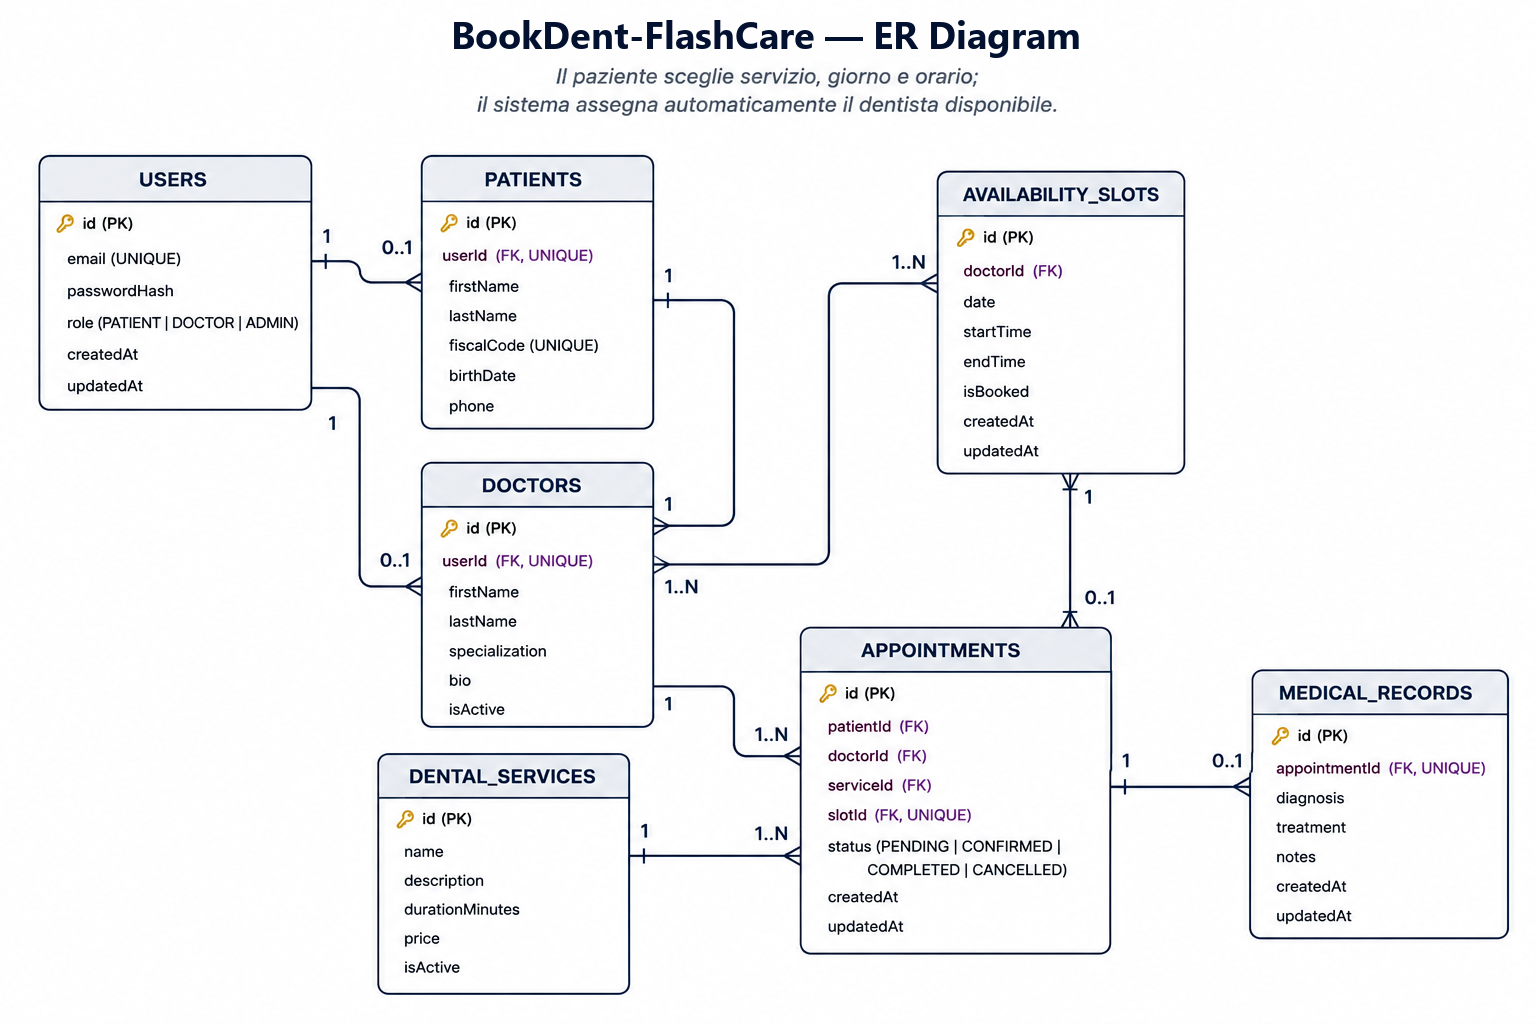 BookDent-FlashCare — ER Diagram
Il paziente sceglie servizio, giorno e orario;
il sistema assegna automaticamente il dentista disponibile.
USERS
id (PK)
email (UNIQUE)
passwordHash
role (PATIENT | DOCTOR | ADMIN)
createdAt
updatedAt
1
0..1
1
0..1
PATIENTS
id (PK)
userId (FK, UNIQUE)
firstName
lastName
fiscalCode (UNIQUE)
birthDate
phone
1
1
DOCTORS
id (PK)
userId (FK, UNIQUE)
firstName
lastName
specialization
bio
isActive
1..N
1..N
1
1..N
AVAILABILITY_SLOTS
id (PK)
doctorId (FK)
date
startTime
endTime
isBooked
createdAt
updatedAt
1
0..1
DENTAL_SERVICES
id (PK)
name
description
durationMinutes
price
isActive
1
1..N
APPOINTMENTS
id (PK)
patientId (FK)
doctorId (FK)
serviceId (FK)
slotId (FK, UNIQUE)
status (PENDING | CONFIRMED |
COMPLETED | CANCELLED)
createdAt
updatedAt
1
0..1
MEDICAL_RECORDS
id (PK)
appointmentId (FK, UNIQUE)
diagnosis
treatment
notes
createdAt
updatedAt